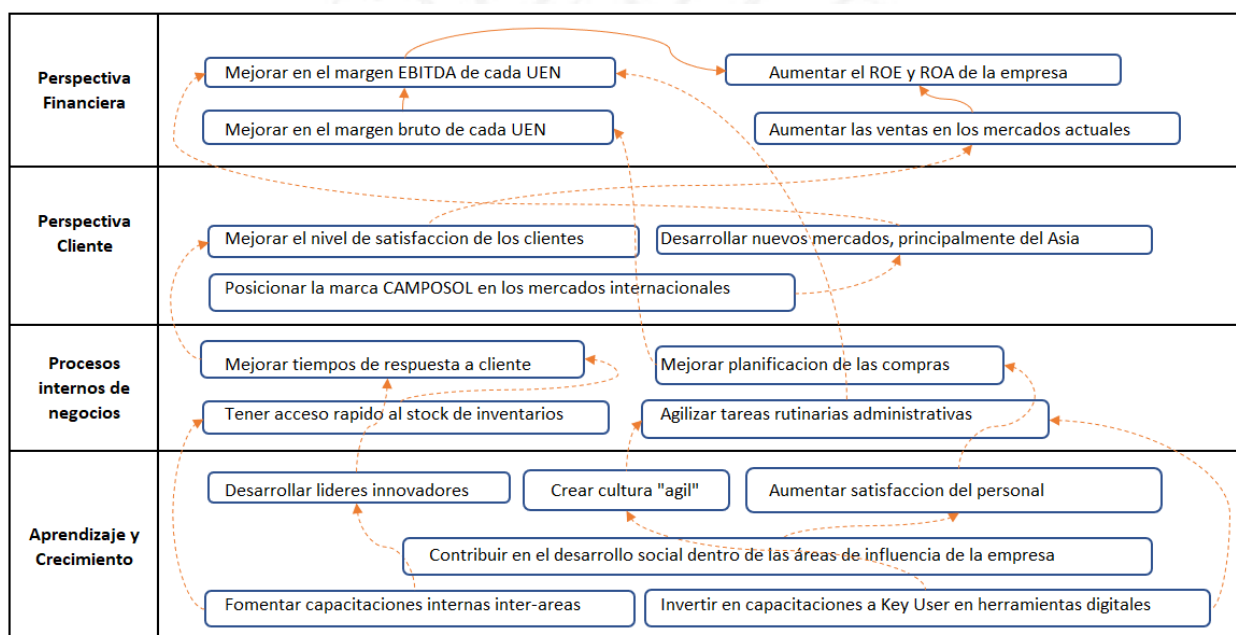 Perspectiva
Financiera
Mejorar en el margen EBITDA de cada UEN
Aumentar el ROE y ROA de la empresa
Mejorar en el margen bruto de cada UEN
Aumentar las ventas en los mercados actuales
Perspectiva
Cliente
Mejorar el nivel de satisfaccion de los clientes
Desarrollar nuevos mercados, principalmente del Asia
Posicionar la marca CAMPOSOL en los mercados internacionales
Procesos
internos de
negocios
Mejorar tiempos de respuesta a cliente
Mejorar planificacion de las compras
Tener acceso rapido al stock de inventarios
Agilizar tareas rutinarias administrativas
Aprendizaje y
Crecimiento
Desarrollar lideres innovadores
Crear cultura "agil"
Aumentar satisfaccion del personal
Contribuir en el desarrollo social dentro de las áreas de influencia de la empresa
Fomentar capacitaciones internas inter-areas
Invertir en capacitaciones a Key User en herramientas digitales